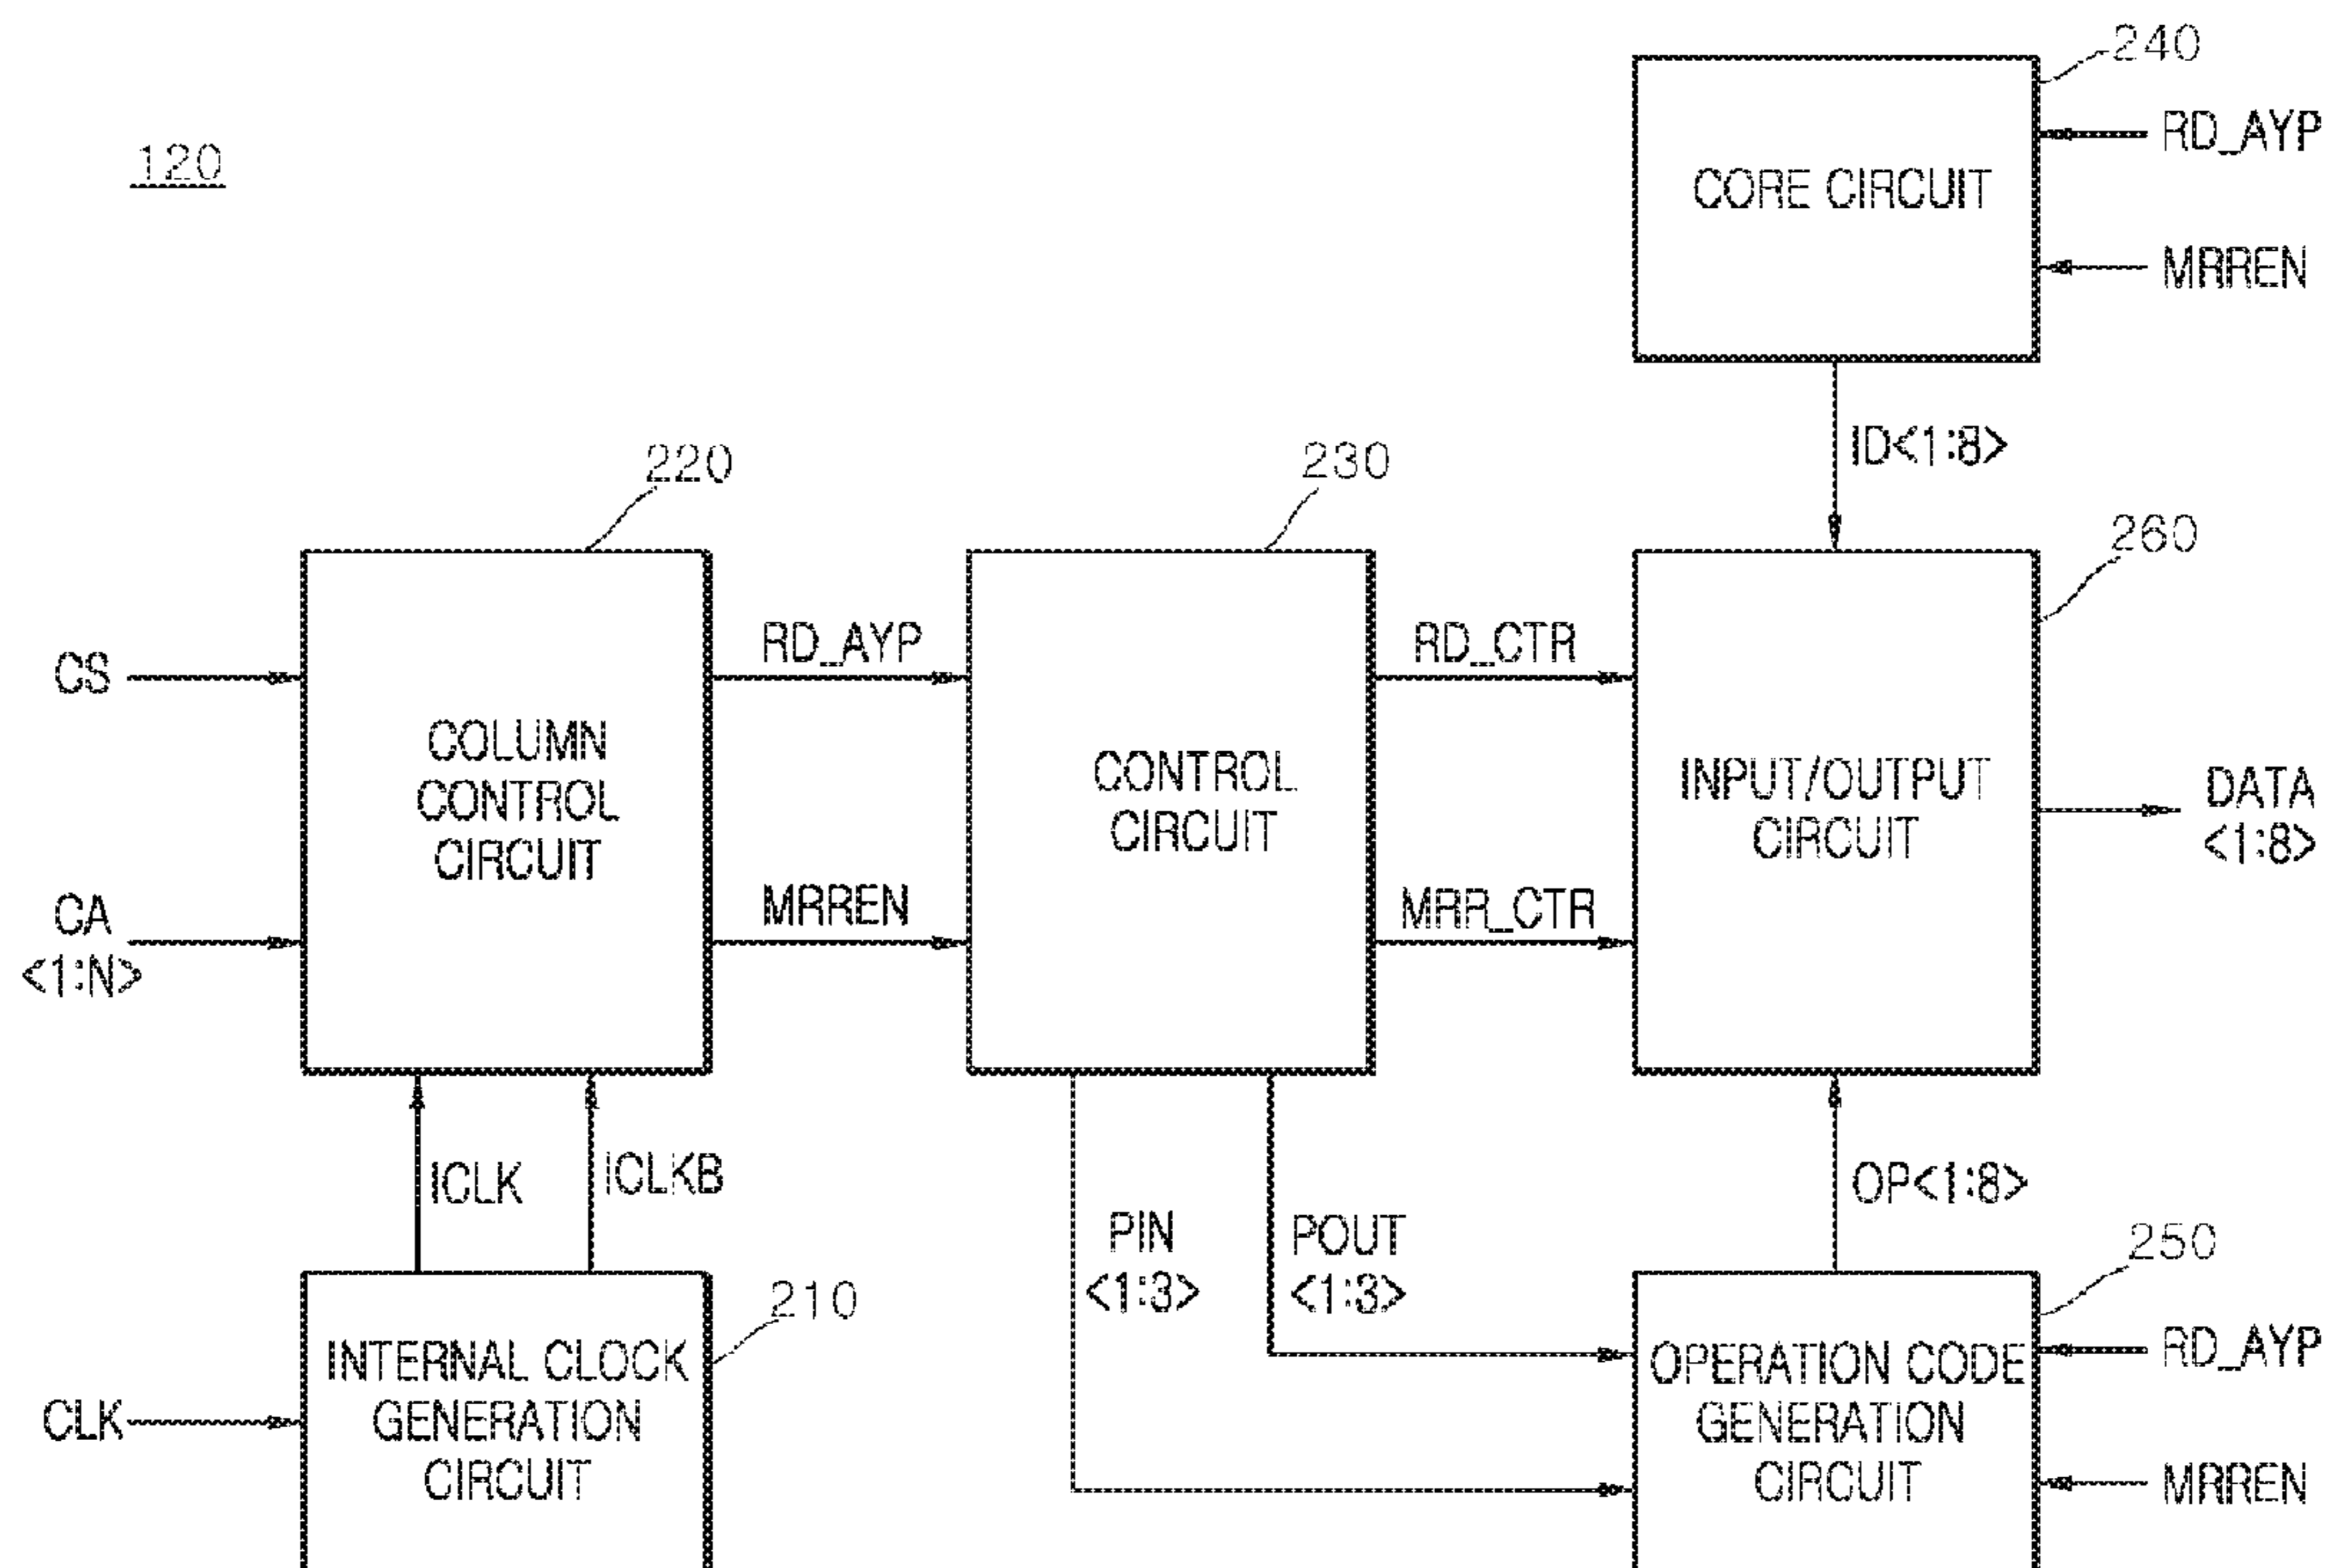 240
RD_AYP
120
CORE CIRCUIT
MRREN
ID<1:8>
220
230
260
RD_AYP
RD_CTR
CS
COLUMN
CONTROL
CIRCUIT
CONTROL
CIRCUIT
INPUT/OUTPUT
CIRCUIT
DATA
<1:8>
CA
<1:N>
MRREN
MRR_CTR
ICLK
ICLKB
OP<1:8>
PIN
<1:3>
POUT
<1:3>
250
210
INTERNAL CLOCK
GENERATION
CIRCUIT
CLK
OPERATION CODE
GENERATION
CIRCUIT
RD_AYP
MRREN